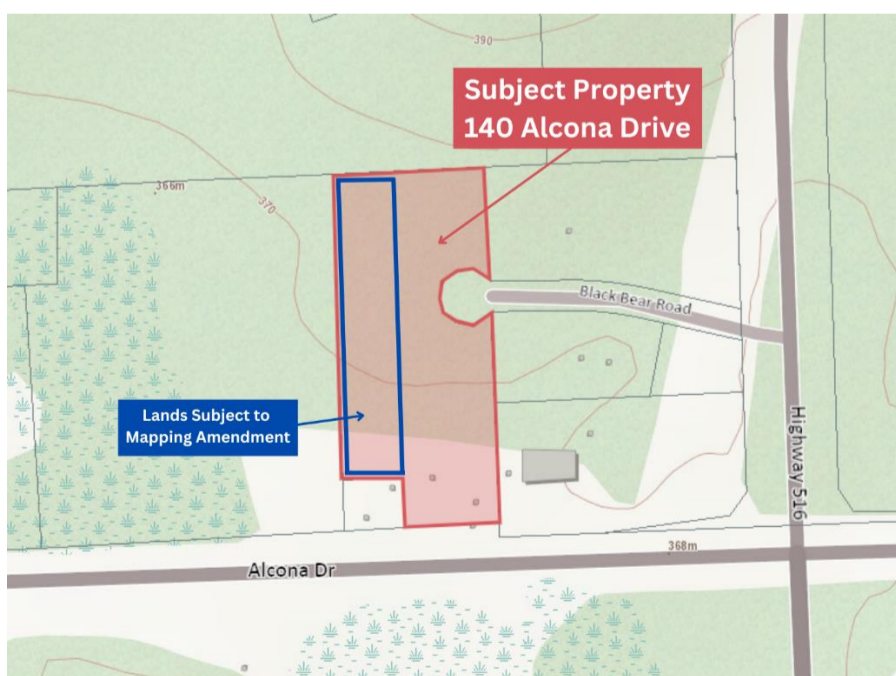 390
Subject Property
140 Alcona Drive
366m
370
Black Bear Road
Lands Subject to
Mapping Amendment
Highway 516
368m
Alcona Dr